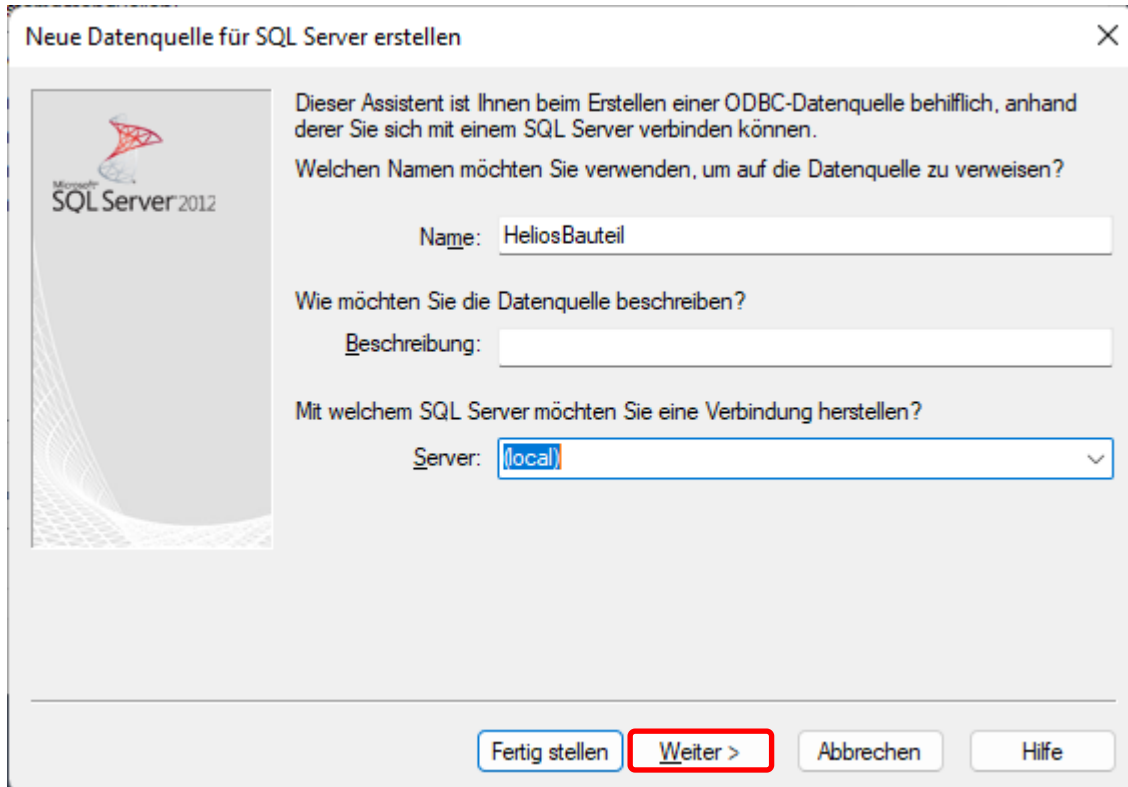 Neue Datenquelle für SQL Server erstellen
Dieser Assistent ist Ihnen beim Erstellen einer ODBC-Datenquelle behilflich, anhand
derer Sie sich mit einem SQL Server verbinden können.
Welchen Namen möchten Sie verwenden, um auf die Datenquelle zu verweisen?
Microsoft
SQL Server 2012
Name: HeliosBauteil
Wie möchten Sie die Datenquelle beschreiben?
Beschreibung:
Mit welchem SQL Server möchten Sie eine Verbindung herstellen?
Server: (local)
Fertig stellen Weiter > Abbrechen Hilfe